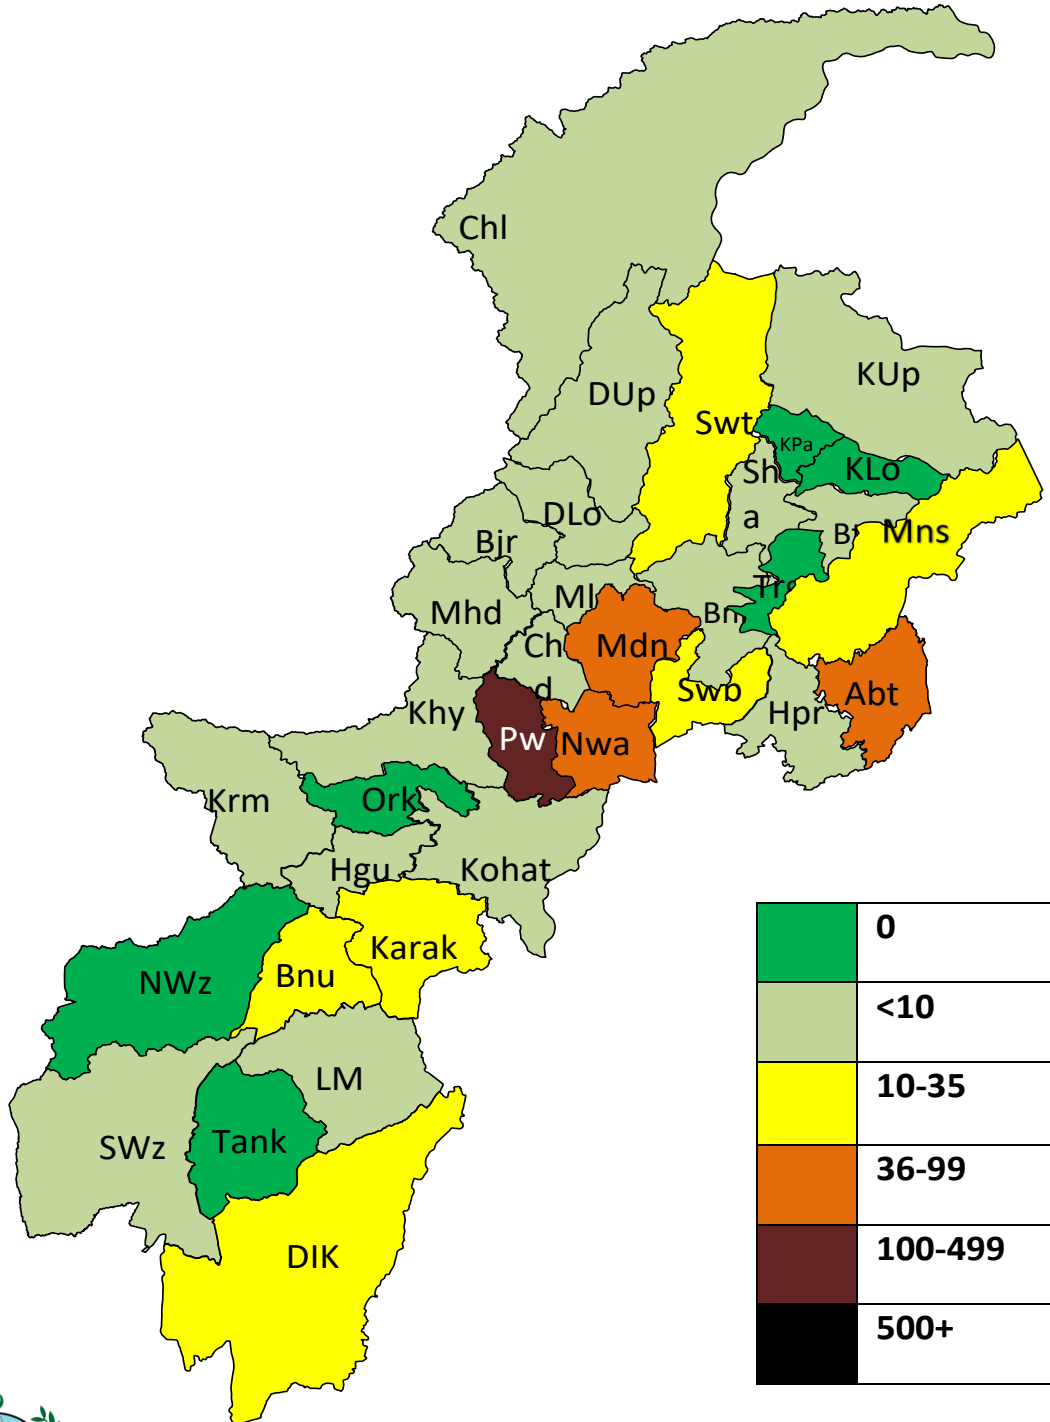 Chl
DUp
KUp
Swt
KPa
KLo
Sh
a
DLo
Bjr
Mns
Mhd
Ml
Bn
Ch
d
Mdn
Swb
Khy
Pw
Nwa
Hpr
Abt
Krm
Ork
Hgu
Kohat
Karak
NWz
Bnu
LM
SWz
Tank
DIK
0
<10
10-35
36-99
100-499
500+